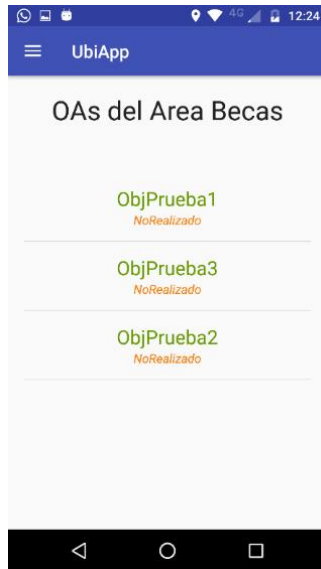 4G 12:24
UbiApp
OAs del Area Becas
ObjPrueba1
NoRealizado
ObjPrueba3
NoRealizado
ObjPrueba2
NoRealizado